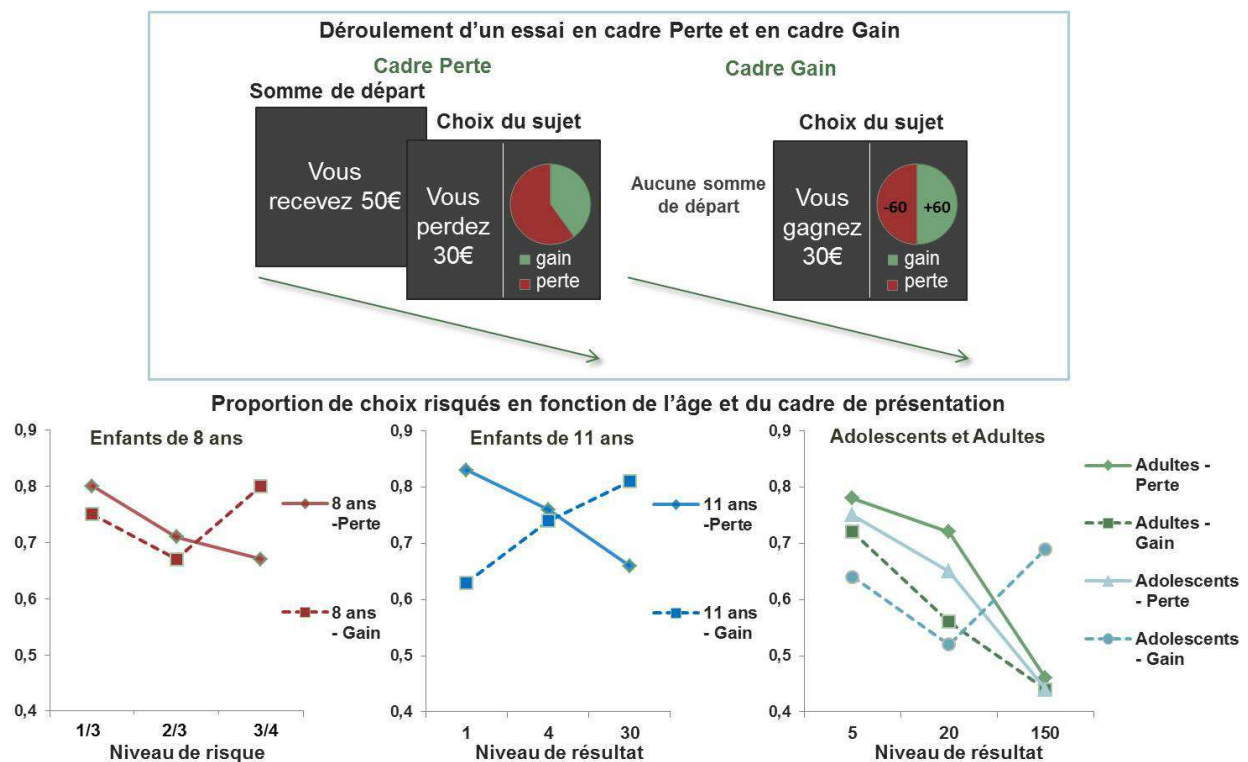 Déroulement d'un essai en cadre Perte et en cadre Gain
Cadre Perte
Cadre Gain
Somme de départ
Choix du sujet
Choix du sujet
Vous
recevez 50€
Vous
perdez
30€
gain
perte
Aucune somme
de départ
Vous
gagnez
30€
-60
+60
gain
perte
Proportion de choix risqués en fonction de l'âge et du cadre de présentation
Enfants de 8 ans
0,9
0,8
0,7
0,6
0,5
0,4
1/3
2/3
3/4
Niveau de risque
8 ans
-Perte
8 ans
- Gain
Enfants de 11 ans
0,9
0,8
0,7
0,6
0,5
0,4
1
4
30
Niveau de résultat
11 ans
-Perte
11 ans
- Gain
Adolescents et Adultes
0,9
0,8
0,7
0,6
0,5
0,4
5
20
150
Niveau de résultat
Adultes -
Perte
Adultes -
Gain
Adolescents
- Perte
Adolescents
- Gain